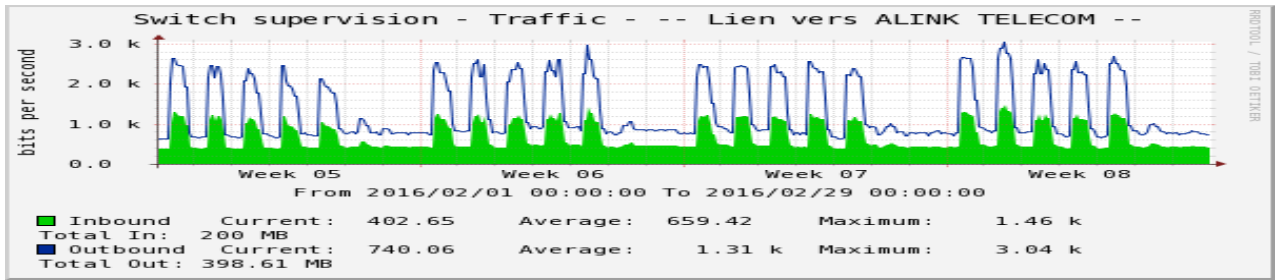 Switch supervision - Traffic - -- Lien vers ALINK TELECOM --
RRDTOOL / TOBI OETIKER
bits per second
3.0 k
2.0 k
1.0 k
0.0
Week 05 Week 06 Week 07 Week 08
From 2016/02/01 00:00:00 To 2016/02/29 00:00:00
Inbound Current: 402.65 Average: 659.42 Maximum: 1.46 k
Total In: 200 MB
Outbound Current: 740.06 Average: 1.31 k Maximum: 3.04 k
Total Out: 398.61 MB